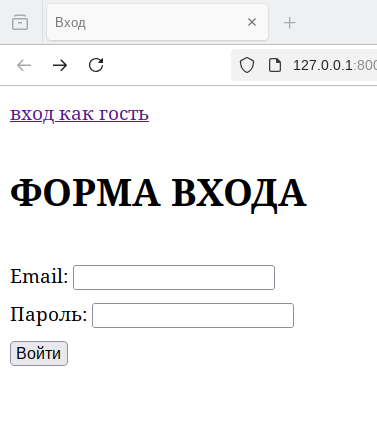 Вход
127.0.0.1:800
вход как гость
ФОРМА ВХОДА
Email:
Пароль:
Войти